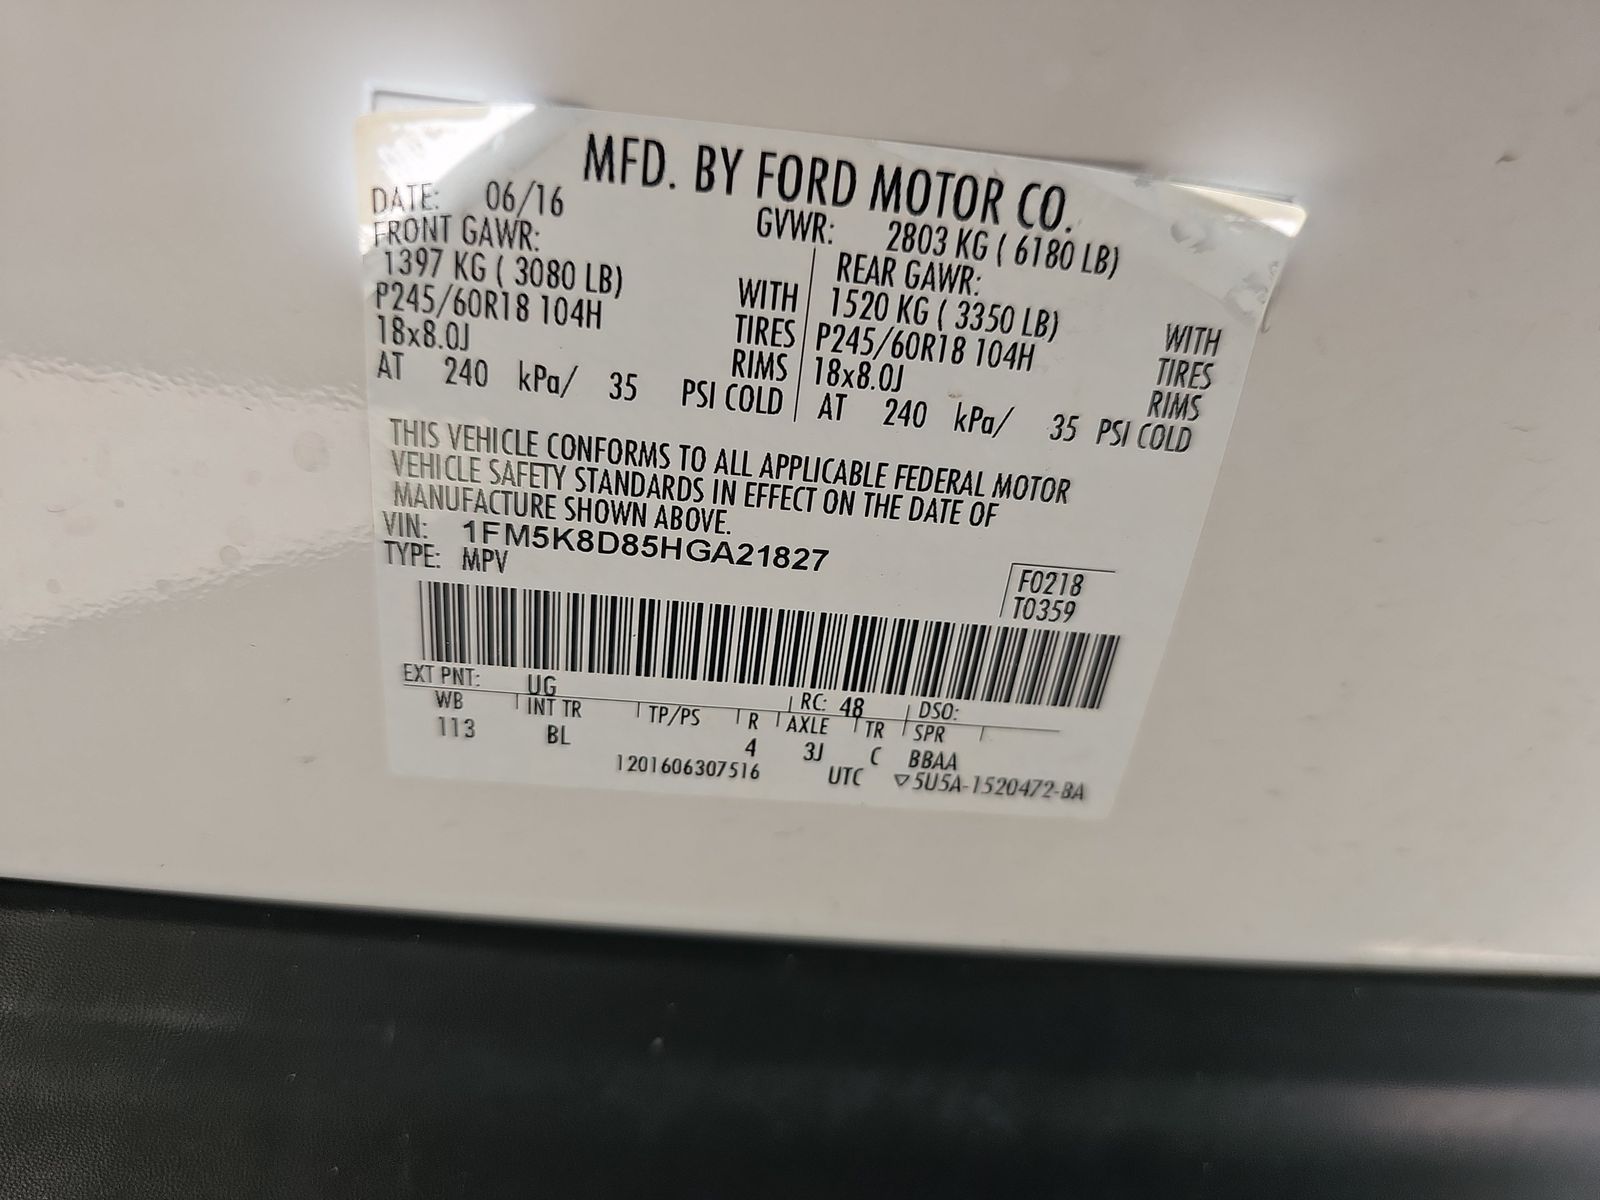 MFD. BY FORD MOTOR CO.
DATE: 06/16 GVWR: 2803 KG ( 6180 LB)
FRONT GAWR: REAR GAWR:
1397 KG ( 3080 LB) WITH 1520 KG ( 3350 LB) WITH
P245/60R18 104H TIRES P245/60R18 104H TIRES
18x8.0J RIMS 18x8.0J RIMS
AT 240 kPa/ 35 PSI COLD AT 240 kPa/ 35 PSI COLD
THIS VEHICLE CONFORMS TO ALL APPLICABLE FEDERAL MOTOR
VEHICLE SAFETY STANDARDS IN EFFECT ON THE DATE OF
MANUFACTURE SHOWN ABOVE.
VIN: 1FM5K8D85HGA21827
TYPE: MPV
F0218
T0359
EXT PNT: UG RC: 48 DSO:
WB INT TR TP/PS R AXLE TR SPR
113 BL 4 3J C BBAA
1201606307516 UTC ▽5U5A-1520472-BA